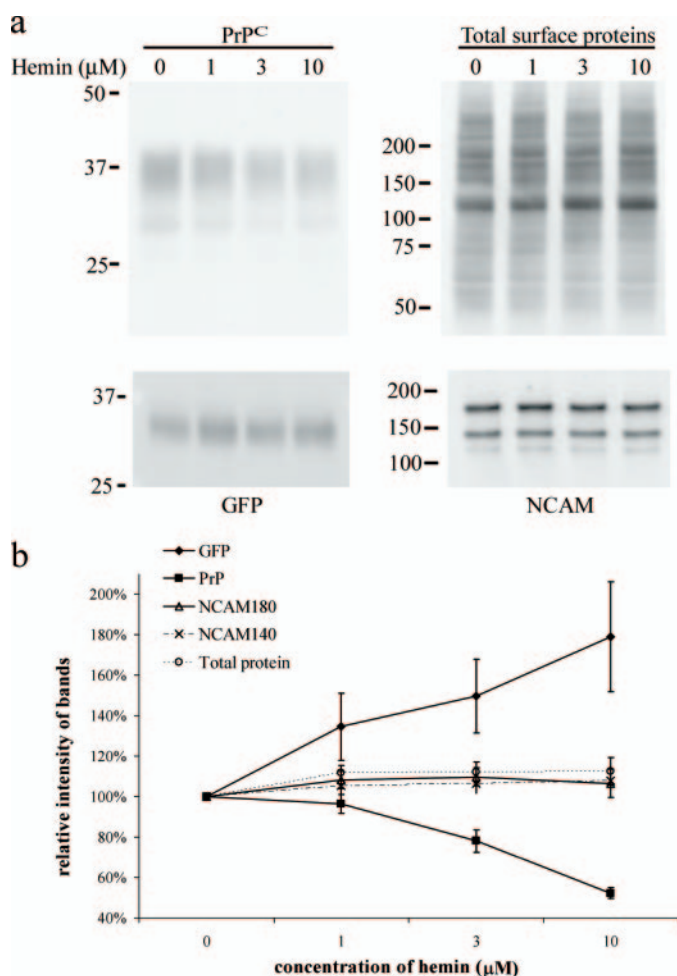 a
PrPC Total surface proteins
Hemin (µM) 0 1 3 10 0 1 3 10
50
37
25
200
150
100
75
50
37
25
200
150
100
GFP NCAM
b
GFP
PrP
NCAM180
NCAM140
Total protein
200%
180%
160%
140%
120%
100%
80%
60%
40%
relative intensity of bands
0 1 3 10
concentration of hemin (µM)